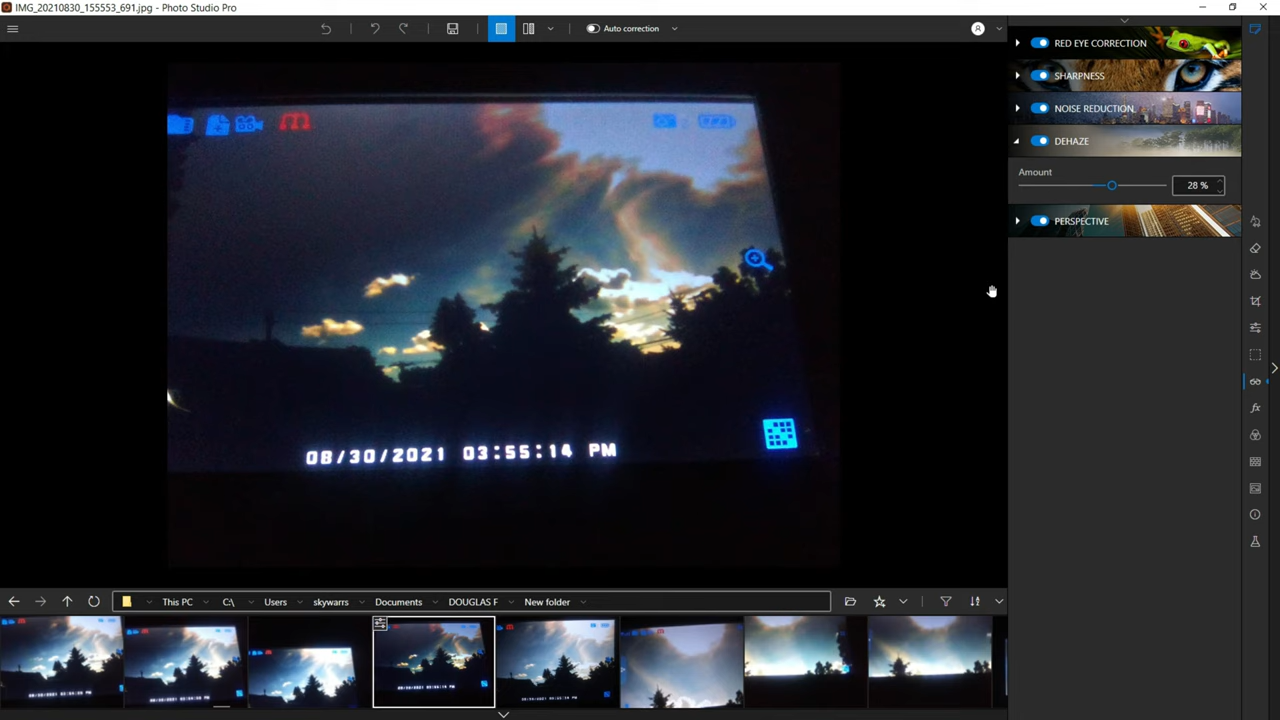 IMG_20210830_155553_691.jpg - Photo Studio Pro
Auto correction
RED EYE CORRECTION
SHARPNESS
NOISE REDUCTION
DEHAZE
Amount
28 %
PERSPECTIVE
08/30/2021 03:55:14 PM
This PC
C:\
Users
skywarrs
Documents
DOUGLAS F
New folder